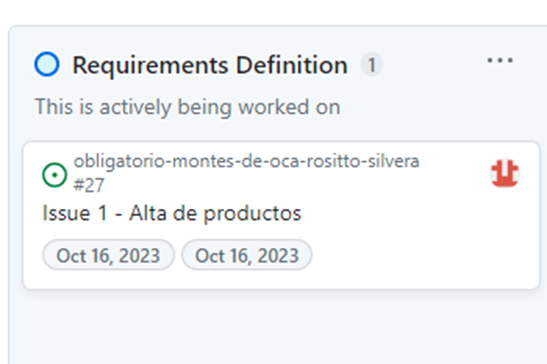 Requirements Definition 1
This is actively being worked on
obligatorio-montes-de-oca-rositto-silvera
#27
Issue 1 - Alta de productos
Oct 16, 2023 Oct 16, 2023